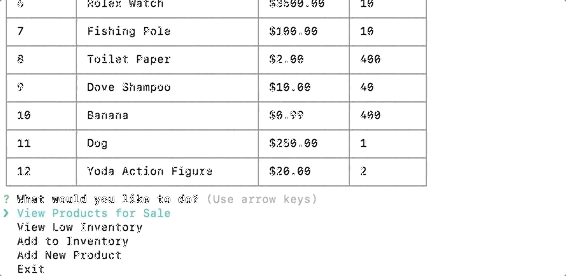 6 Rolex Watch $3500.00 10
7 Fishing Pole $100.00 10
8 Toilet Paper $2.00 400
9 Dove Shampoo $10.00 40
10 Banana $0.99 400
11 Dog $250.00 1
12 Yoda Action Figure $20.00 2
? What would you like to do? (Use arrow keys)
❯ View Products for Sale
View Low Inventory
Add to Inventory
Add New Product
Exit